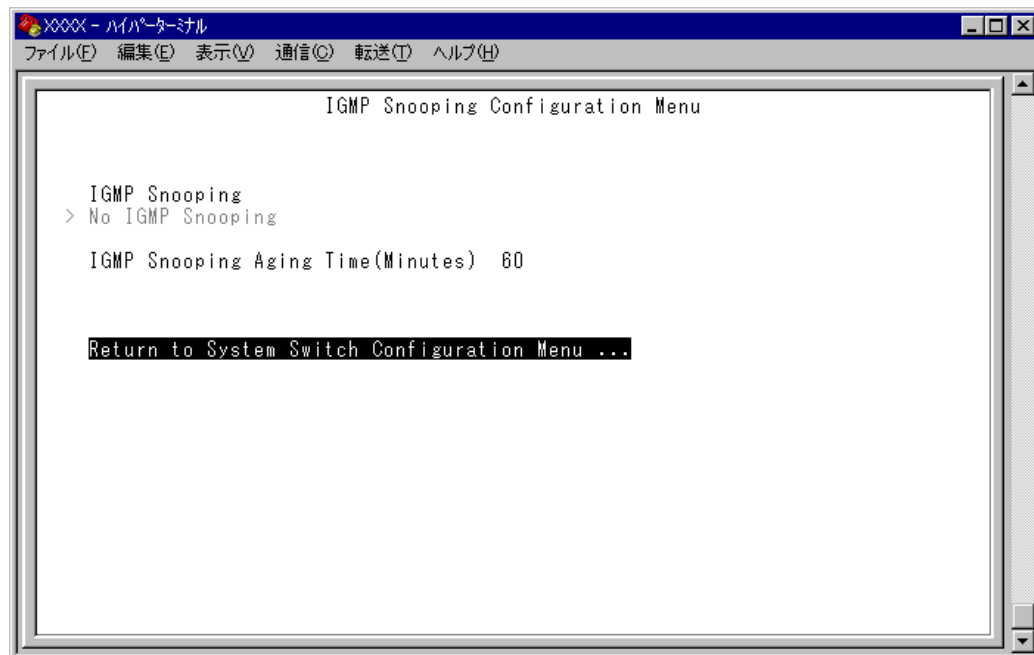 XXXX - ﾊｲﾊﾟｰﾀｰﾐﾅﾙ
ファイル(F) 編集(E) 表示(V) 通信(C) 転送(T) ヘルプ(H)
IGMP Snooping Configuration Menu
IGMP Snooping
> No IGMP Snooping
IGMP Snooping Aging Time(Minutes) 60
Return to System Switch Configuration Menu ...